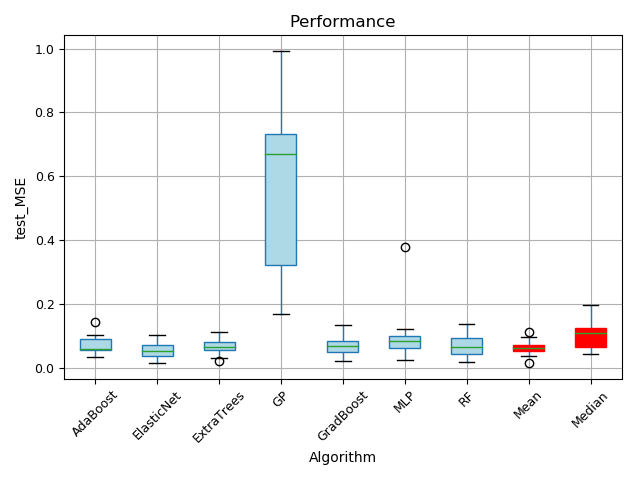 Performance
1.0
0.8
0.6
0.4
0.2
0.0
test_MSE
AdaBoost
ElasticNet
ExtraTrees
GP
GradBoost
MLP
RF
Mean
Median
Algorithm